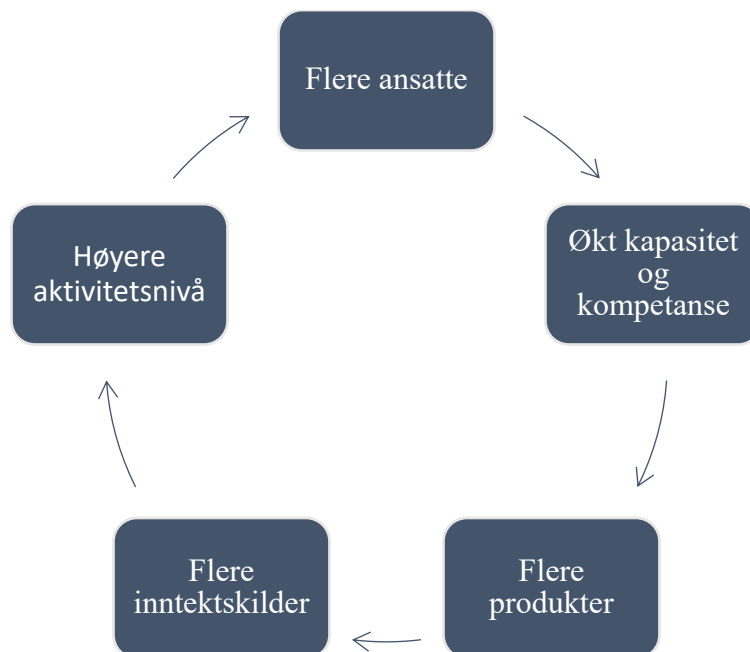 Flere ansatte
Økt kapasitet
og
kompetanse
Flere
produkter
Flere
inntektskilder
Høyere
aktivitetsnivå